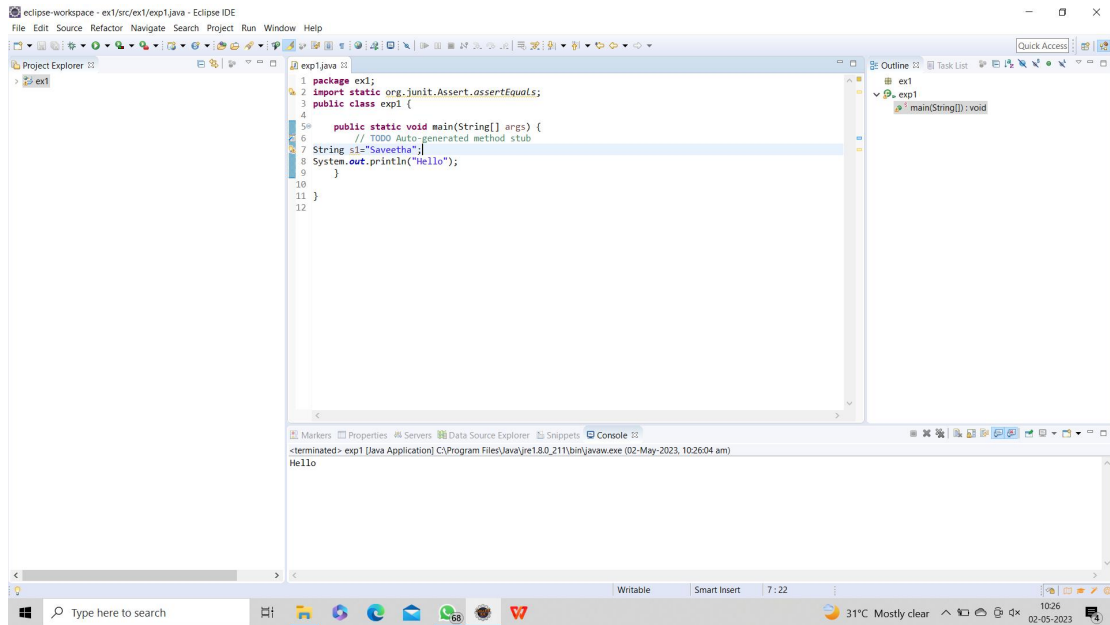 eclipse-workspace - ex1/src/ex1/exp1.java - Eclipse IDE
File Edit Source Refactor Navigate Search Project Run Window Help
Quick Access
Project Explorer
exp1.java
Outline Task List
ex1
1 package ex1;
2 import static org.junit.Assert.assertEquals;
3 public class exp1 {
4
5 public static void main(String[] args) {
6 // TODO Auto-generated method stub
7 String s1="Saveetha";
8 System.out.println("Hello");
9 }
10
11 }
12
ex1
exp1
main(String[]) : void
Markers Properties Servers Data Source Explorer Snippets Console
<terminated> exp1 [Java Application] C:\Program Files\Java\jre1.8.0_211\bin\javaw.exe (02-May-2023, 10:26:04 am)
Hello
Writable Smart Insert 7 : 22
Type here to search
68
31°C Mostly clear
10:26
02-05-2023
4